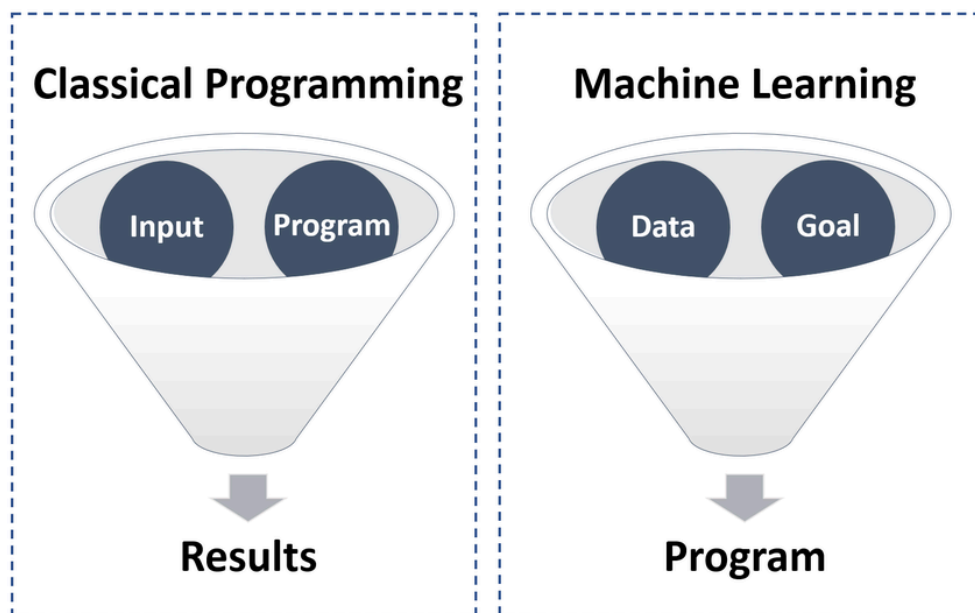 Classical Programming
Input
Program
Results
Machine Learning
Data
Goal
Program